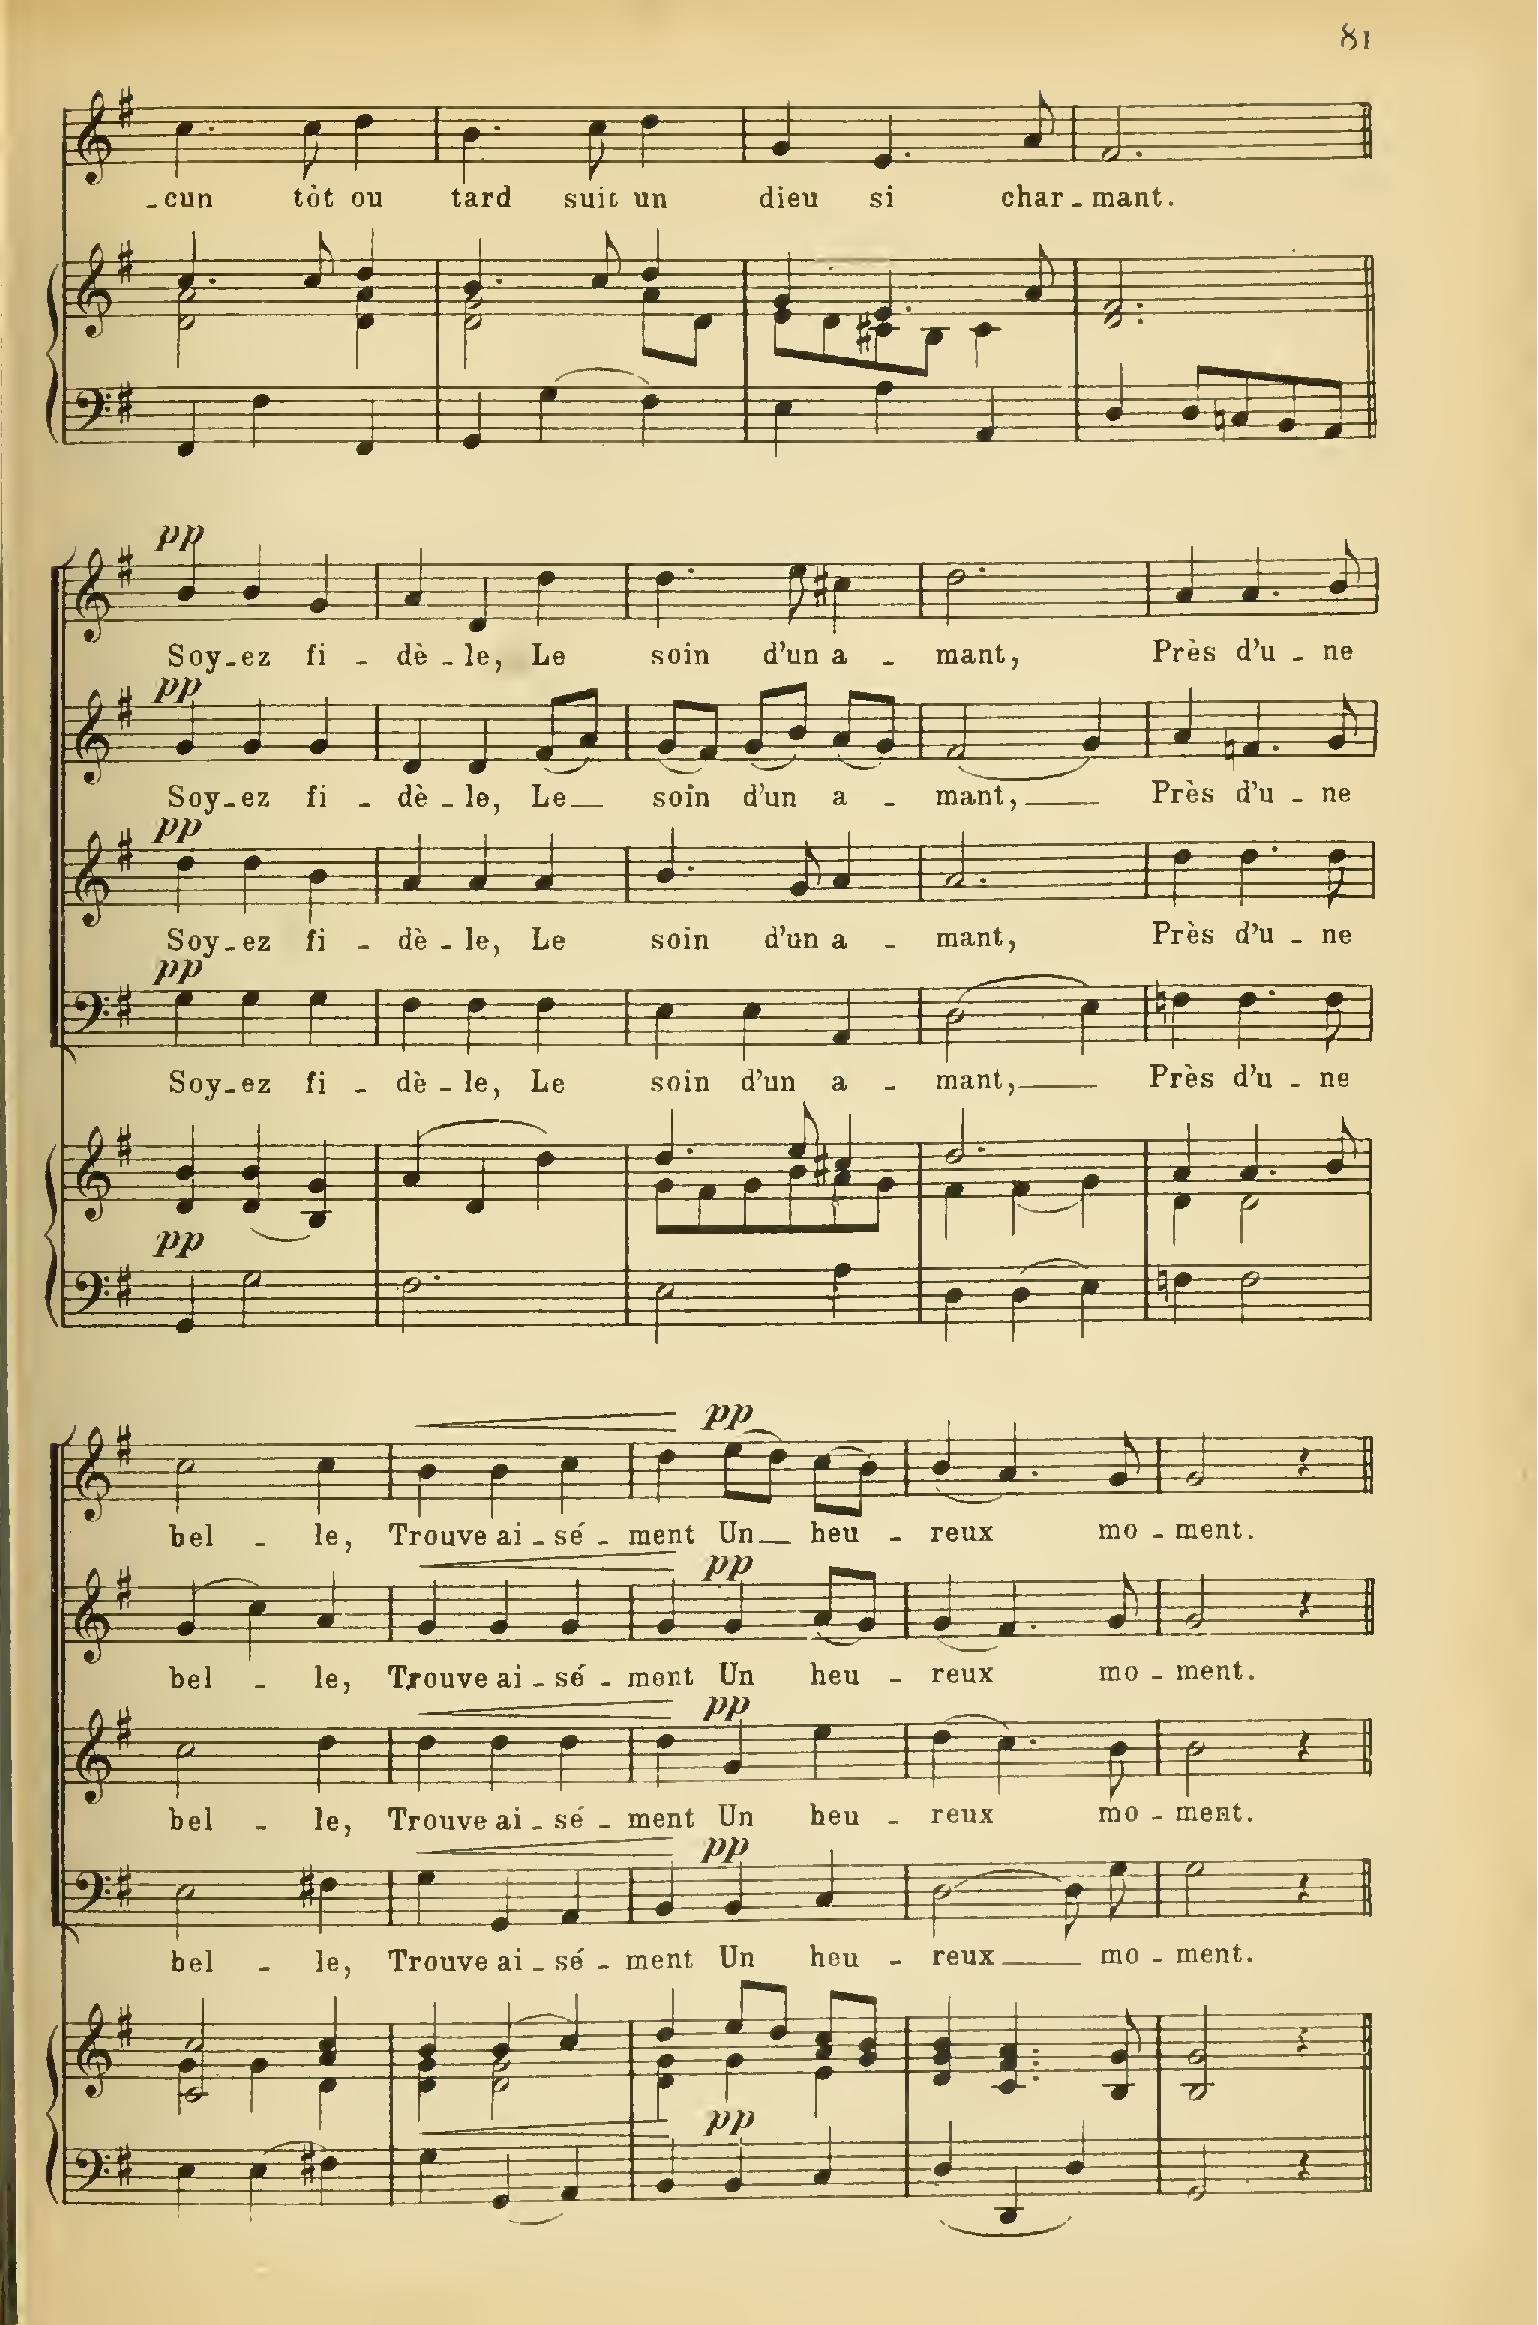 81
-cun tôt ou tard suit un dieu si char-mant.
pp
Soy-ez fi - dè - le, Le soin d'un a - mant, Près d'u - ne
pp
Soy-ez fi - dè - le, Le soin d'un a - mant, Près d'u - ne
pp
Soy-ez fi - dè - le, Le soin d'un a - mant, Près d'u - ne
pp
Soy-ez fi - dè - le, Le soin d'un a - mant, Près d'u - ne
pp
pp
bel - le, Trouve ai - sé - ment Un heu - reux mo - ment.
pp
bel - le, Trouve ai - sé - ment Un heu - reux mo - ment.
pp
bel - le, Trouve ai - sé - ment Un heu - reux mo - ment.
pp
bel - le, Trouve ai - sé - ment Un heu - reux mo - ment.
pp